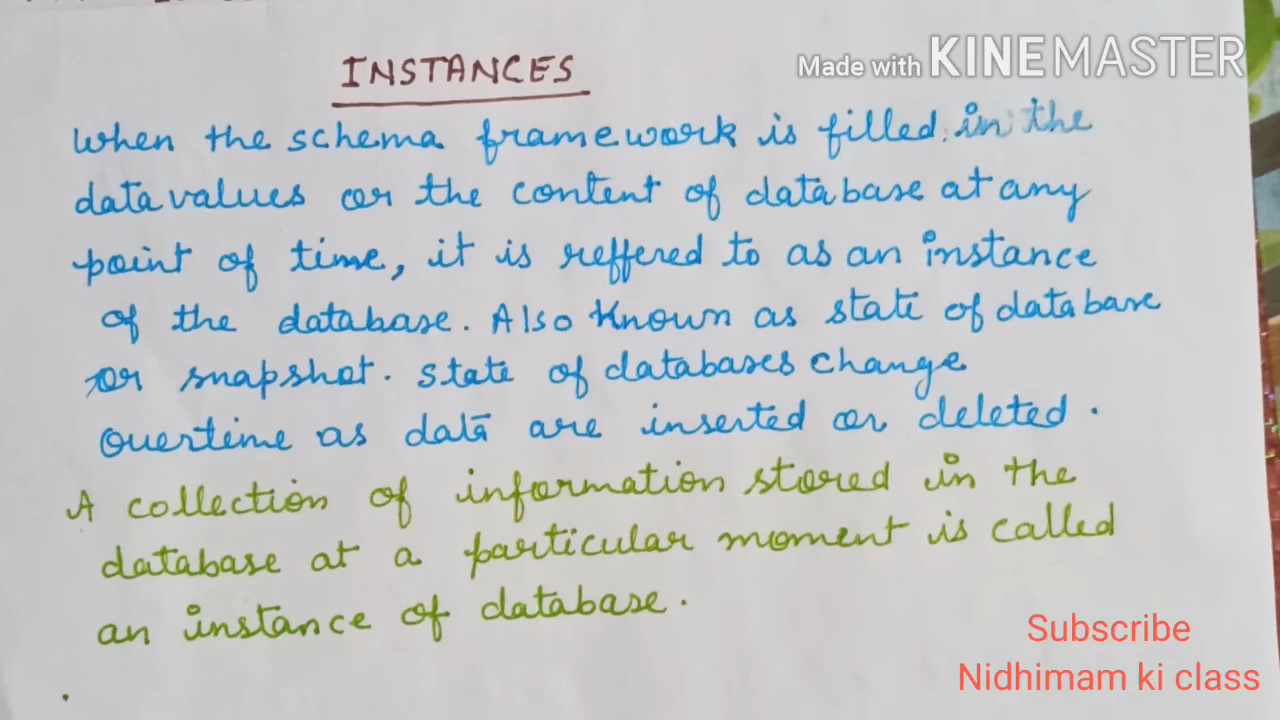 INSTANCES
Made with KINEMASTER
When the schema framework is filled in the
data values or the content of database at any
point of time, it is reffered to as an instance
of the database. Also known as state of database
or snapshot. State of databases change
overtime as data are inserted or deleted.
A collection of information stored in the
database at a particular moment is called
an instance of database.
Subscribe
Nidhimam ki class